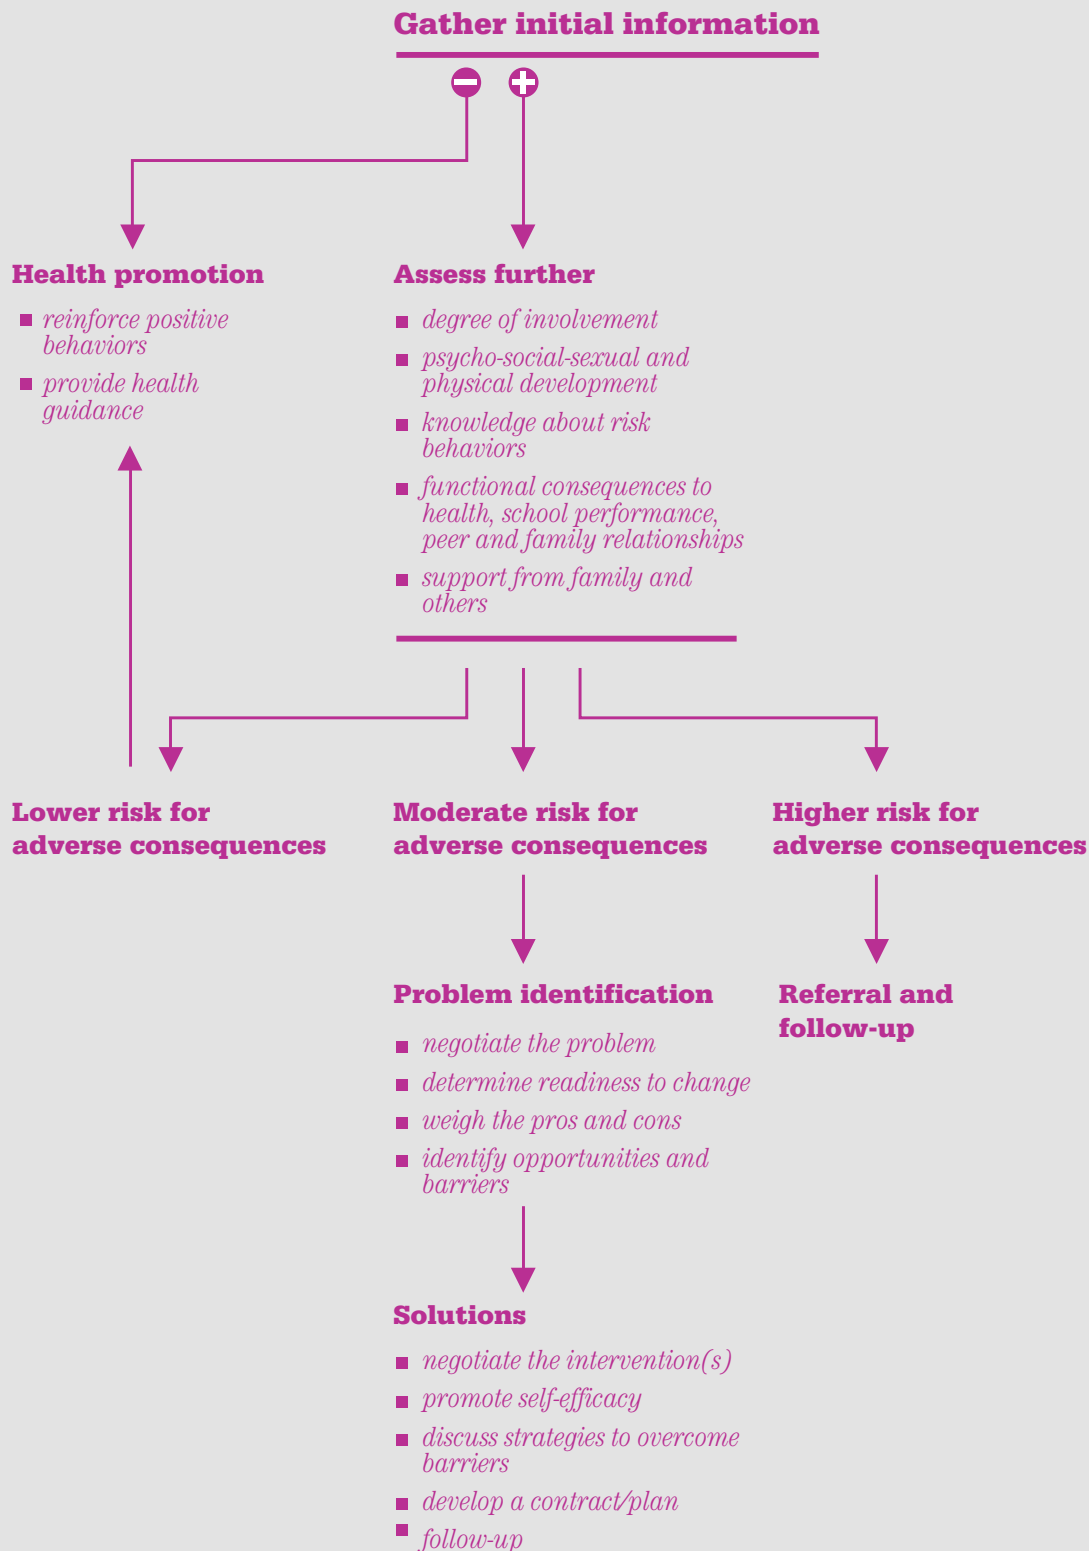 Gather initial information
Health promotion
reinforce positive
behaviors
provide health
guidance
Assess further
degree of involvement
psycho-social-sexual and
physical development
knowledge about risk
behaviors
functional consequences to
health, school performance,
peer and family relationships
support from family and
others
Lower risk for
adverse consequences
Moderate risk for
adverse consequences
Higher risk for
adverse consequences
Problem identification
negotiate the problem
determine readiness to change
weigh the pros and cons
identify opportunities and
barriers
Referral and
follow-up
Solutions
negotiate the intervention(s)
promote self-efficacy
discuss strategies to overcome
barriers
develop a contract/plan
follow-up